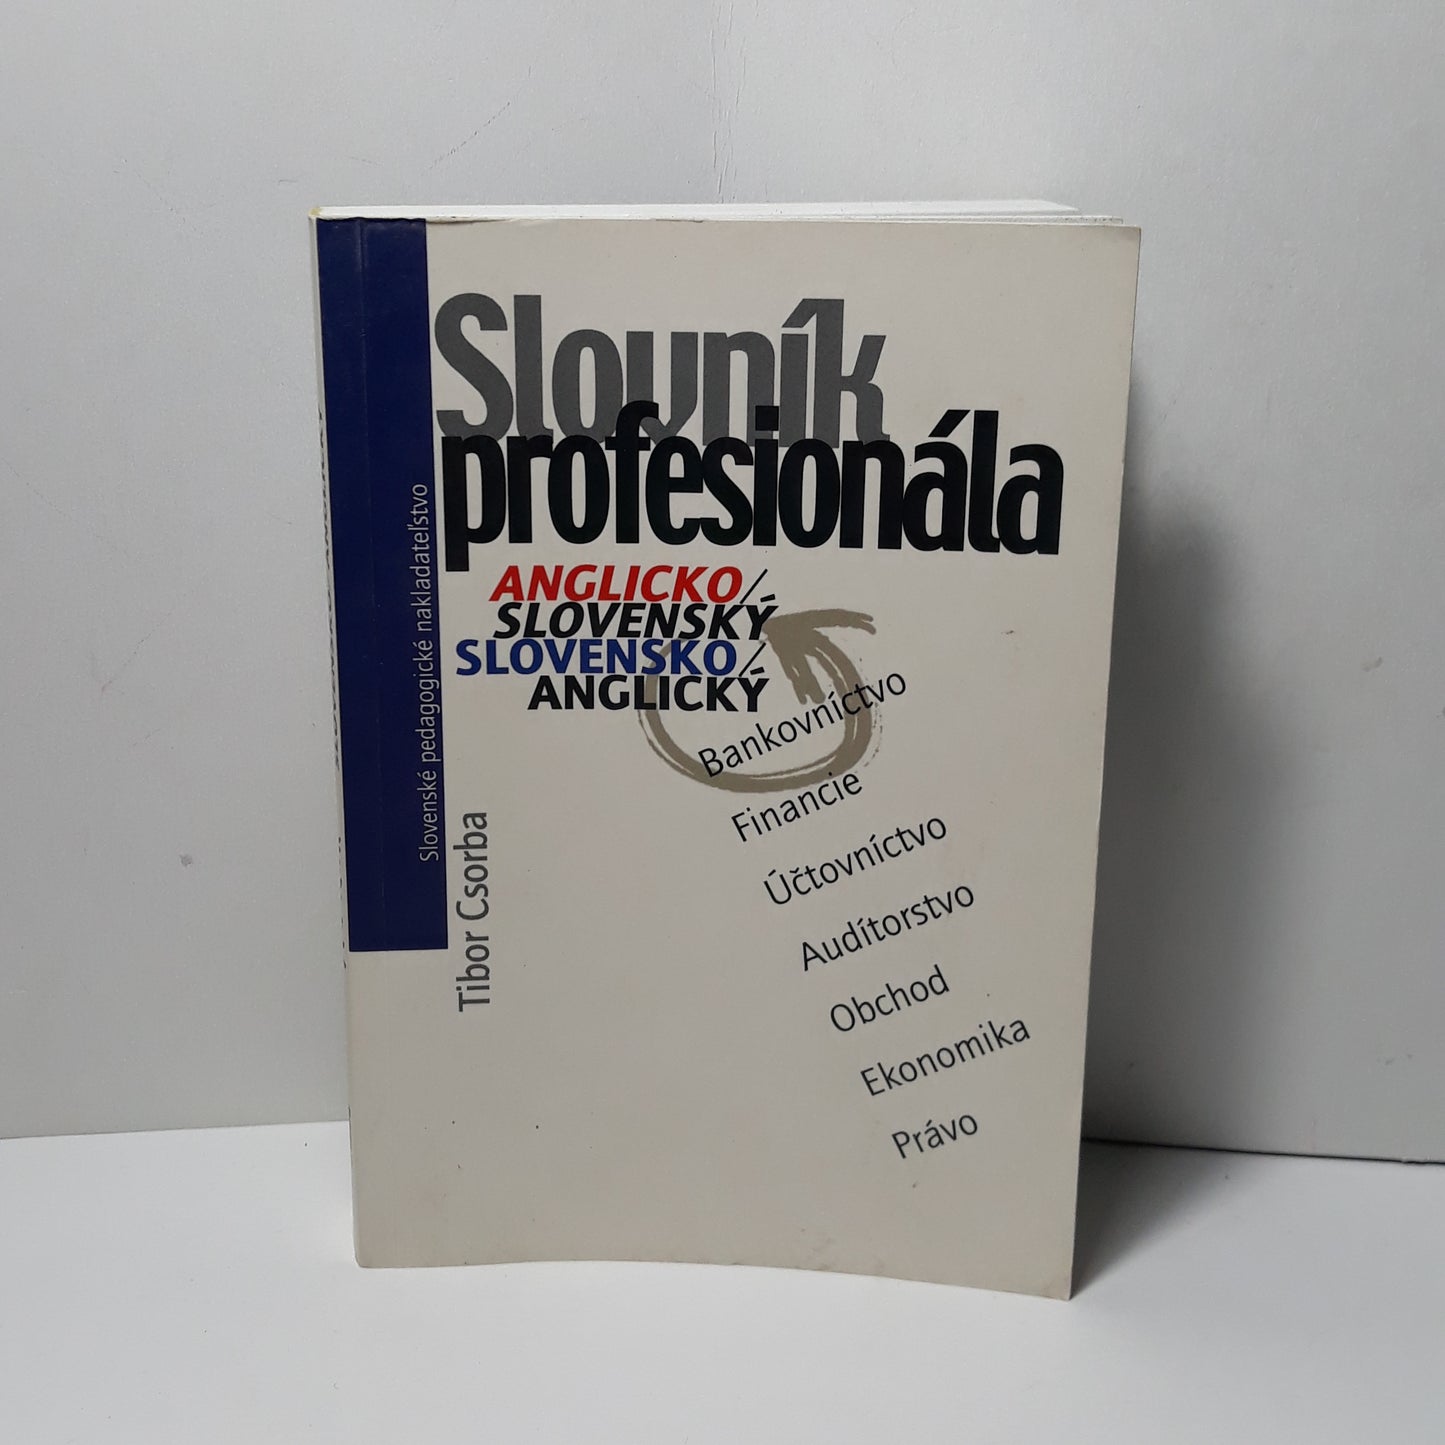 Slovník
profesionála
ANGLICKO/
SLOVENSKÝ
SLOVENSKO/
ANGLICKÝ
Bankovníctvo
Financie
Účtovníctvo
Audítorstvo
Obchod
Ekonomika
Právo
Tibor Csorba
Slovenské pedagogické nakladateľstvo